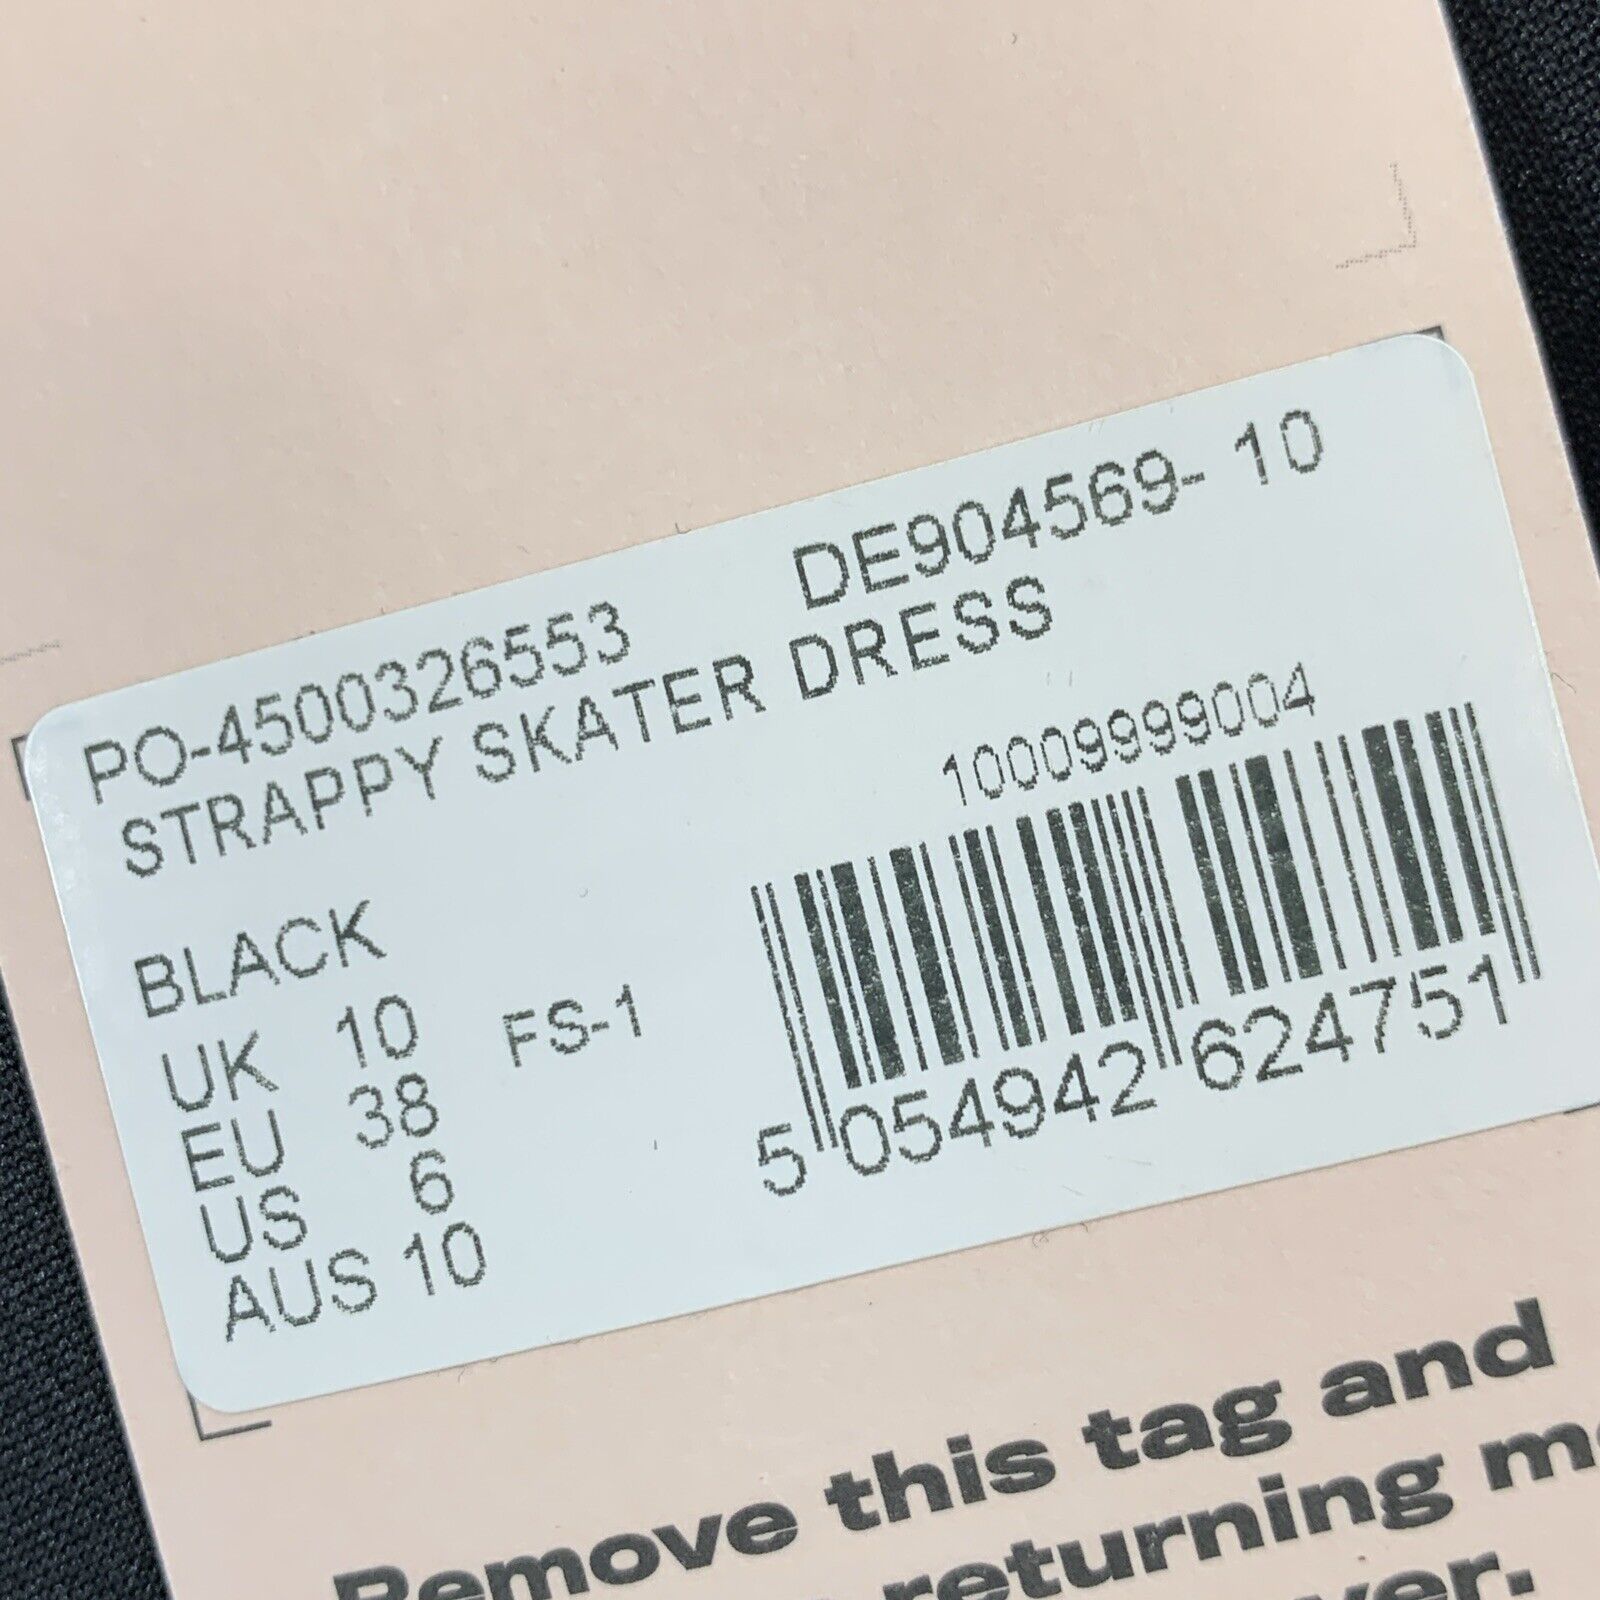 PO-4500326553 DE904569- 10
STRAPPY SKATER DRESS
10009999004
BLACK
UK 10 FS-1
EU 38
US 6
AUS 10
5 054942 624751
Remove this tag and
returning